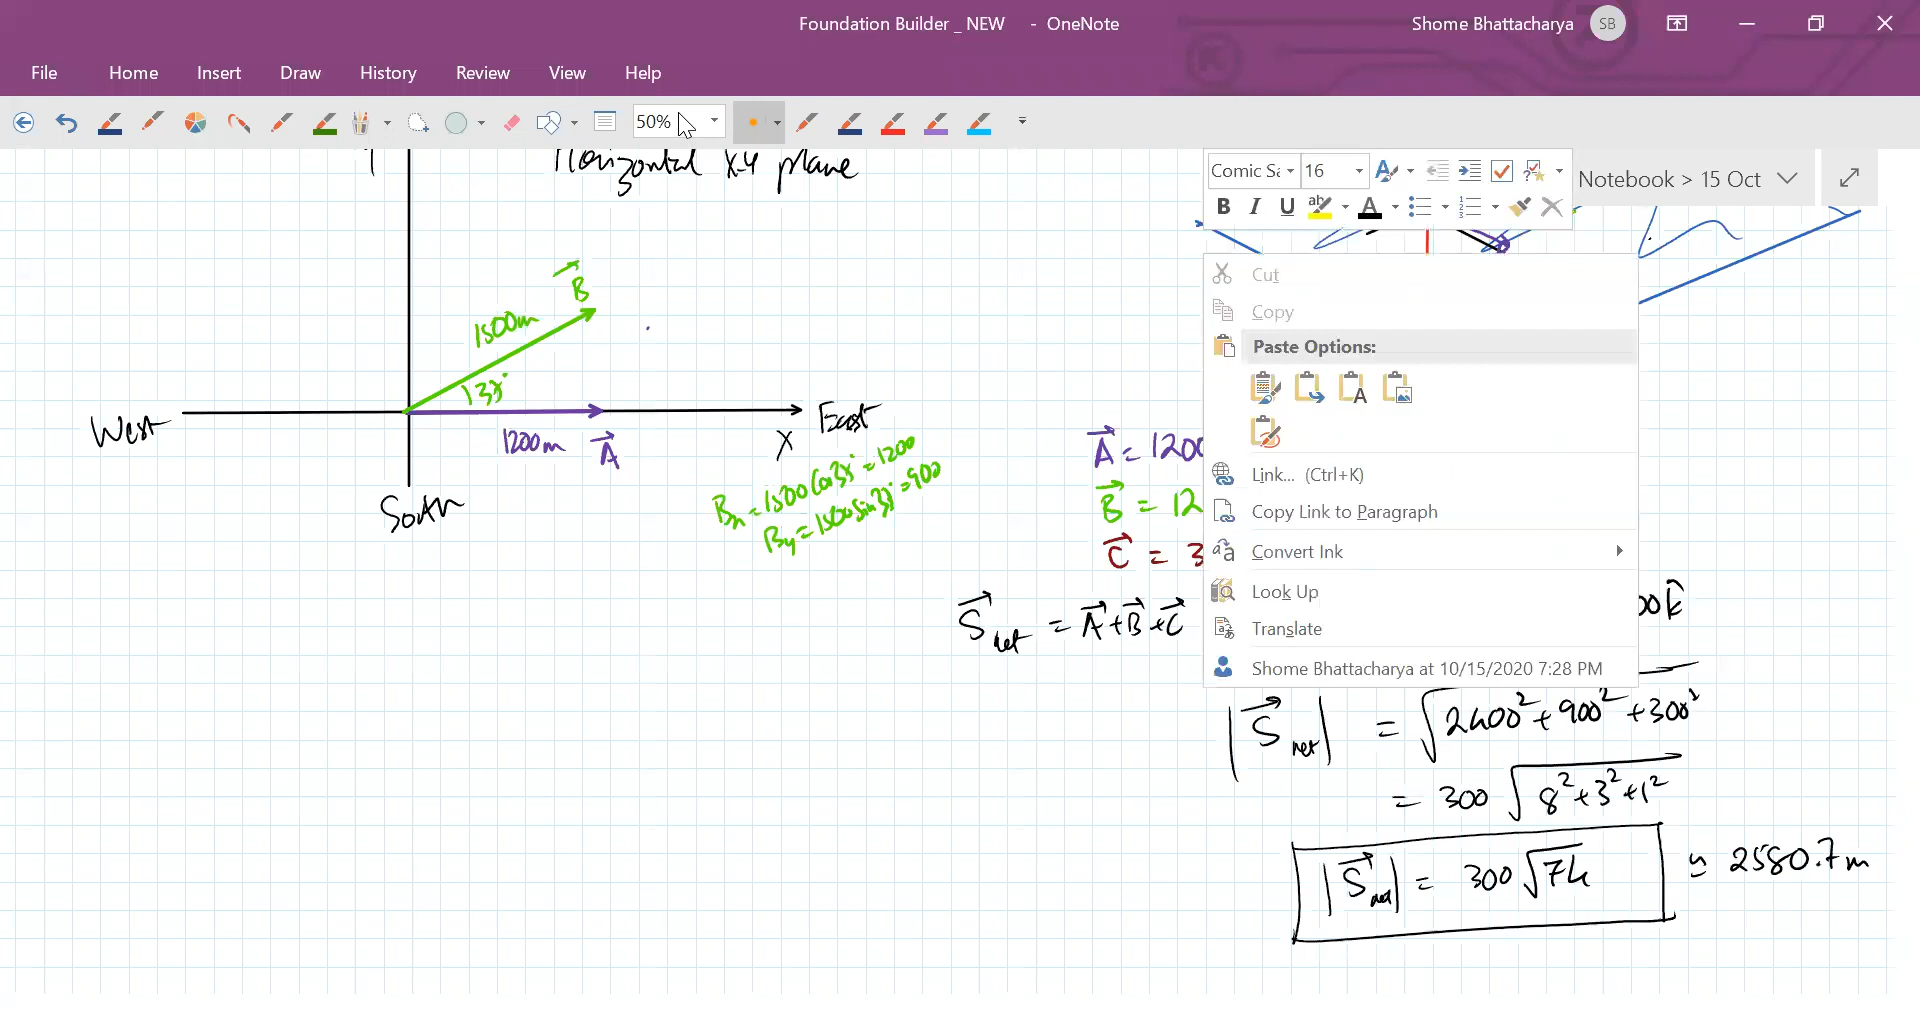 Foundation Builder _ NEW - OneNote
Shome Bhattacharya SB
File Home Insert Draw History Review View Help
50%
Horizontal X-Y plane
Comic Sa 16
B I U ab A
Notebook > 15 Oct
Cut
Copy
Paste Options:
Link... (Ctrl+K)
Copy Link to Paragraph
Convert Ink
Look Up
Translate
Shome Bhattacharya at 10/15/2020 7:28 PM
B⃗
1500m
37°
West
East
X
1200m A⃗
South
Bx = 1500 Cos37° = 1200
By = 1500 sin37° = 900
A⃗ = 1200
B⃗ = 12
C⃗ = 3
S⃗net = A⃗+B⃗+C⃗
00k̂
|S⃗net| = √2400²+900²+300²
= 300 √8²+3²+1²
|S⃗net| = 300 √74 ≈ 2580.7 m